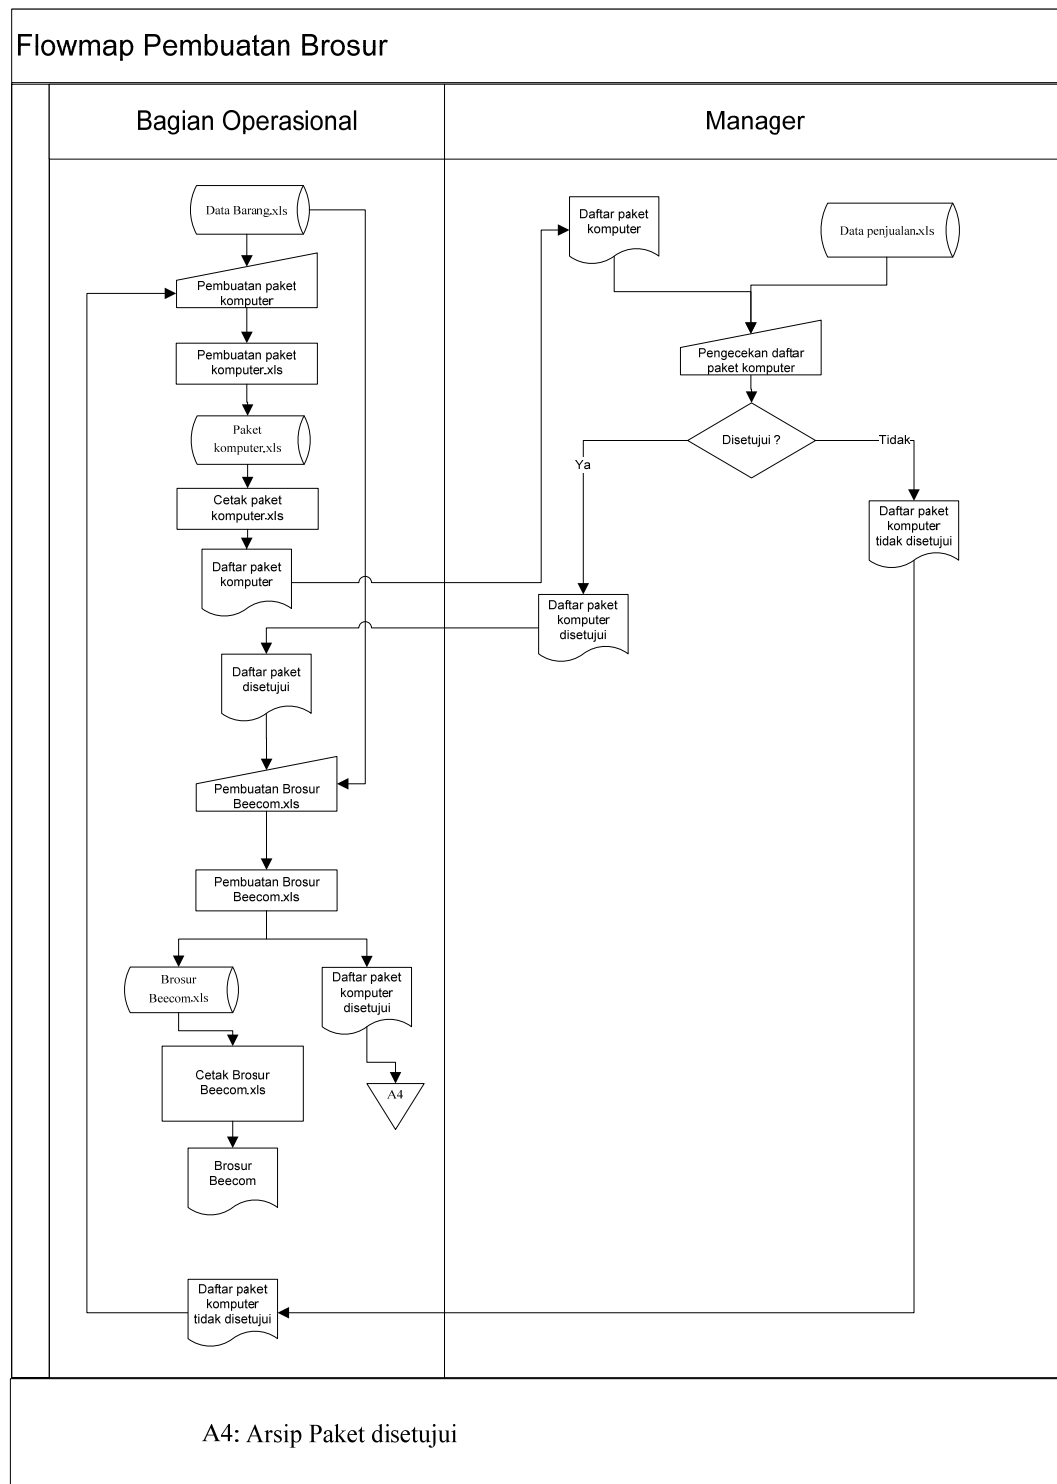 Flowmap Pembuatan Brosur
Bagian Operasional
Manager
Data Barang.xls
Pembuatan paket
komputer
Pembuatan paket
komputer.xls
Paket
komputer.xls
Cetak paket
komputer.xls
Daftar paket
komputer
Daftar paket
komputer
Data penjualan.xls
Pengecekan daftar
paket komputer
Disetujui ?
Ya
Tidak
Daftar paket
komputer
tidak disetujui
Daftar paket
komputer
disetujui
Daftar paket
disetujui
Pembuatan Brosur
Beecom.xls
Pembuatan Brosur
Beecom.xls
Brosur
Beecom.xls
Daftar paket
komputer
disetujui
Cetak Brosur
Beecom.xls
A4
Brosur
Beecom
Daftar paket
komputer
tidak disetujui
A4: Arsip Paket disetujui